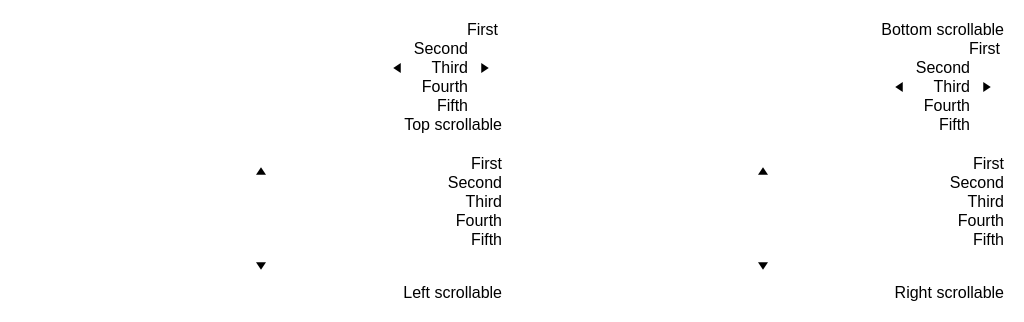 First
Second
Third
Fourth
Fifth
Top scrollable
Bottom scrollable
First
Second
Third
Fourth
Fifth
First
Second
Third
Fourth
Fifth
Left scrollable
First
Second
Third
Fourth
Fifth
Right scrollable